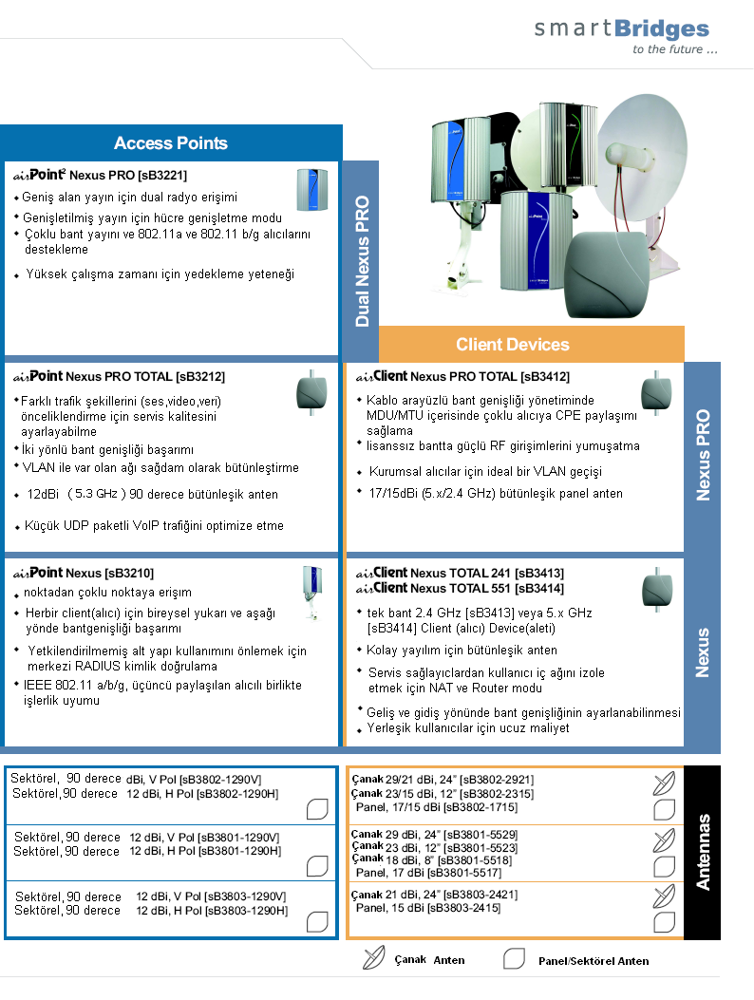 smartBridges
to the future ...
Access Points
airPoint² Nexus PRO [sB3221]
Geniş alan yayın için dual radyo erişimi
Genişletilmiş yayın için hücre genişletme modu
Çoklu bant yayını ve 802.11a ve 802.11 b/g alıcılarını
destekleme
Yüksek çalışma zamanı için yedekleme yeteneği
Dual Nexus PRO
Client Devices
airPoint Nexus PRO TOTAL [sB3212]
Farklı trafik şekillerini (ses,video,veri)
önceliklendirme için servis kalitesini
ayarlayabilme
İki yönlü bant genişliği başarımı
VLAN ile var olan ağı sağdam olarak bütünleştirme
12dBi ( 5.3 GHz ) 90 derece bütünleşik anten
Küçük UDP paketli VoIP trafiğini optimize etme
airClient Nexus PRO TOTAL [sB3412]
Kablo arayüzlü bant genişliği yönetiminde
MDU/MTU içerisinde çoklu alıcıya CPE paylaşımı
sağlama
lisanssız bantta güçlü RF girişimlerini yumuşatma
Kurumsal alıcılar için ideal bir VLAN geçişi
17/15dBi (5.x/2.4 GHz) bütünleşik panel anten
Nexus PRO
airPoint Nexus [sB3210]
noktadan çoklu noktaya erişım
Herbir client(alıcı) için bireysel yukarı ve aşağı
yönde bantgenişliği başarımı
Yetkilendirilmemiş alt yapı kullanımını önlemek için
merkezi RADIUS kimlik doğrulama
IEEE 802.11 a/b/g, üçüncü paylaşılan alıcılı birlikte
işlerlik uyumu
airClient Nexus TOTAL 241 [sB3413]
airClient Nexus TOTAL 551 [sB3414]
tek bant 2.4 GHz [sB3413] veya 5.x GHz
[sB3414] Client (alıcı) Device(aleti)
Kolay yayılım için bütünleşik anten
Servis sağlayıclardan kullanıcı iç ağını izole
etmek için NAT ve Router modu
Geliş ve gidiş yönünde bant genişliğinin ayarlanabilinmesi
Yerleşik kullanıcılar için ucuz maliyet
Nexus
Sektörel, 90 derece dBi, V Pol [sB3802-1290V]
Sektörel,90 derece 12 dBi, H Pol [sB3802-1290H]
Sektörel, 90 derece 12 dBi, V Pol [sB3801-1290V]
Sektörel, 90 derece 12 dBi, H Pol [sB3801-1290H]
Sektörel, 90 derece 12 dBi, V Pol [sB3803-1290V]
Sektörel, 90 derece 12 dBi, H Pol [sB3803-1290H]
Çanak 29/21 dBi, 24” [sB3802-2921]
Çanak 23/15 dBi, 12” [sB3802-2315]
Panel, 17/15 dBi [sB3802-1715]
Çanak 29 dBi, 24” [sB3801-5529]
Çanak 23 dBi, 12” [sB3801-5523]
Çanak 18 dBi, 8” [sB3801-5518]
Panel, 17 dBi [sB3801-5517]
Çanak 21 dBi, 24” [sB3803-2421]
Panel, 15 dBi [sB3803-2415]
Antennas
Çanak Anten
Panel/Sektörel Anten